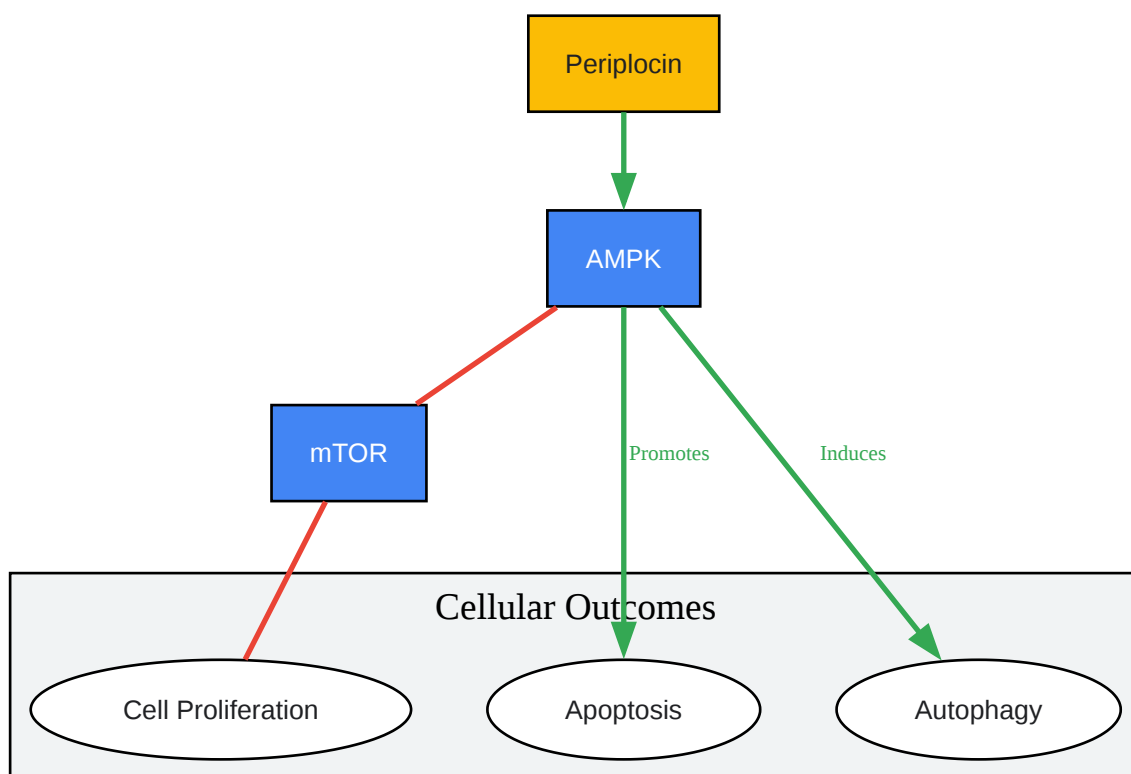 Periplocin
AMPK
mTOR
Promotes
Induces
Cellular Outcomes
Cell Proliferation
Apoptosis
Autophagy